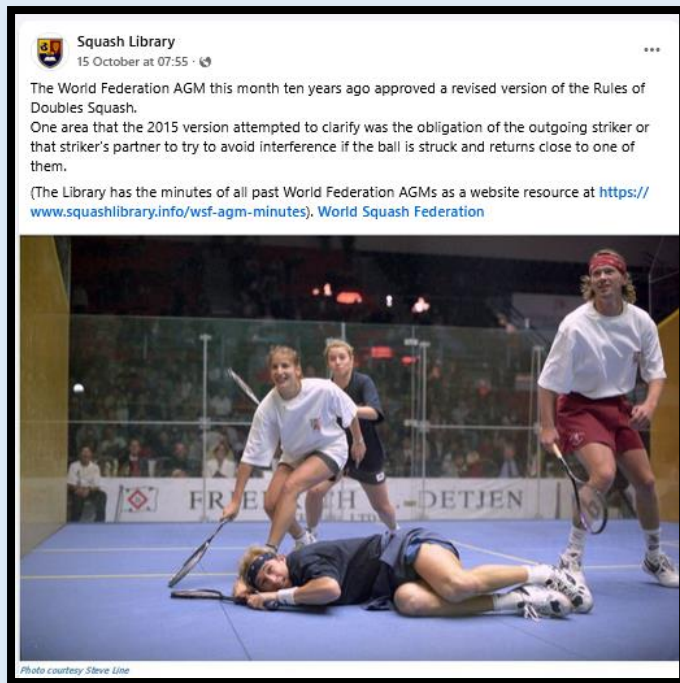 Squash Library
15 October at 07:55 ·
The World Federation AGM this month ten years ago approved a revised version of the Rules of
Doubles Squash.
One area that the 2015 version attempted to clarify was the obligation of the outgoing striker or
that striker's partner to try to avoid interference if the ball is struck and returns close to one of
them.
(The Library has the minutes of all past World Federation AGMs as a website resource at https://
www.squashlibrary.info/wsf-agm-minutes). World Squash Federation
DETJEN
LTD
Photo courtesy Steve Line